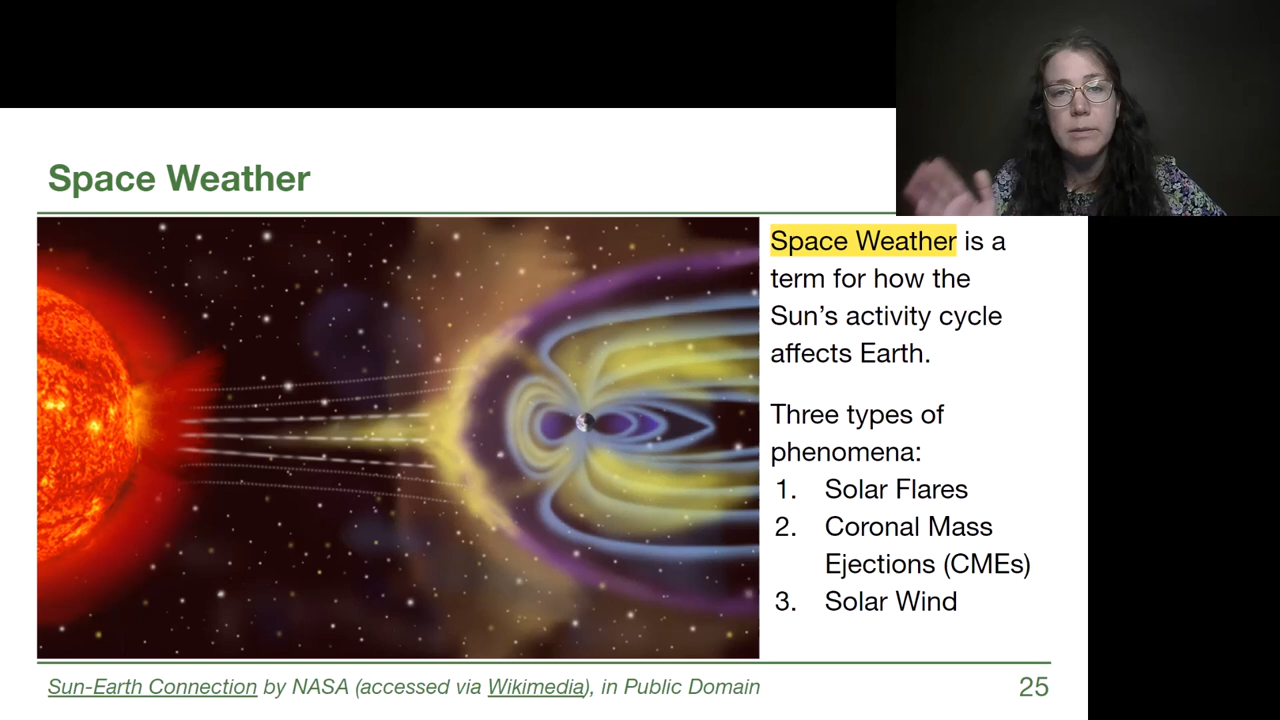 Space Weather
Space Weather is a
term for how the
Sun's activity cycle
affects Earth.
Three types of
phenomena:
1. Solar Flares
2. Coronal Mass
Ejections (CMEs)
3. Solar Wind
Sun-Earth Connection by NASA (accessed via Wikimedia), in Public Domain
25